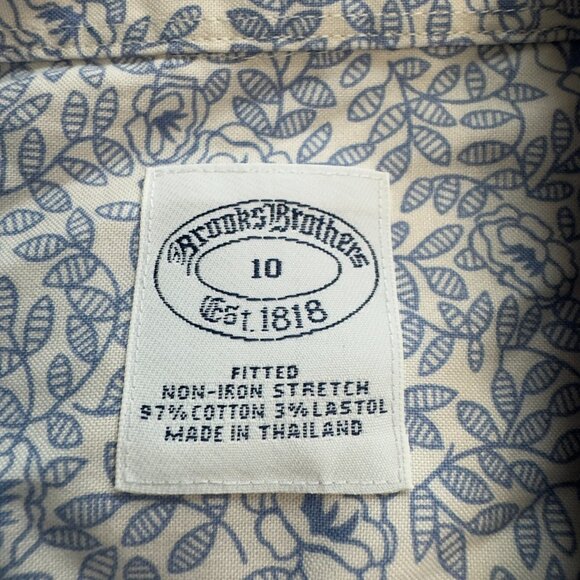 Brooks Brothers
10
Est. 1818
FITTED
NON-IRON STRETCH
97% COTTON 3% LASTOL
MADE IN THAILAND